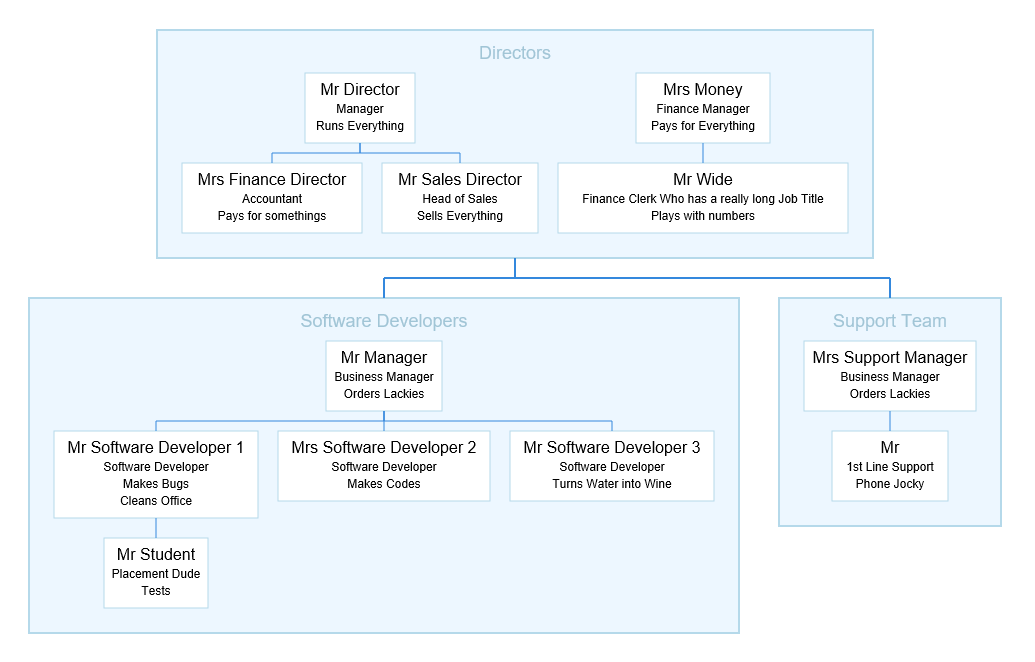 Directors
Mr Director
Manager
Runs Everything
Mrs Money
Finance Manager
Pays for Everything
Mrs Finance Director
Accountant
Pays for somethings
Mr Sales Director
Head of Sales
Sells Everything
Mr Wide
Finance Clerk Who has a really long Job Title
Plays with numbers
Software Developers
Mr Manager
Business Manager
Orders Lackies
Mr Software Developer 1
Software Developer
Makes Bugs
Cleans Office
Mrs Software Developer 2
Software Developer
Makes Codes
Mr Software Developer 3
Software Developer
Turns Water into Wine
Mr Student
Placement Dude
Tests
Support Team
Mrs Support Manager
Business Manager
Orders Lackies
Mr
1st Line Support
Phone Jocky